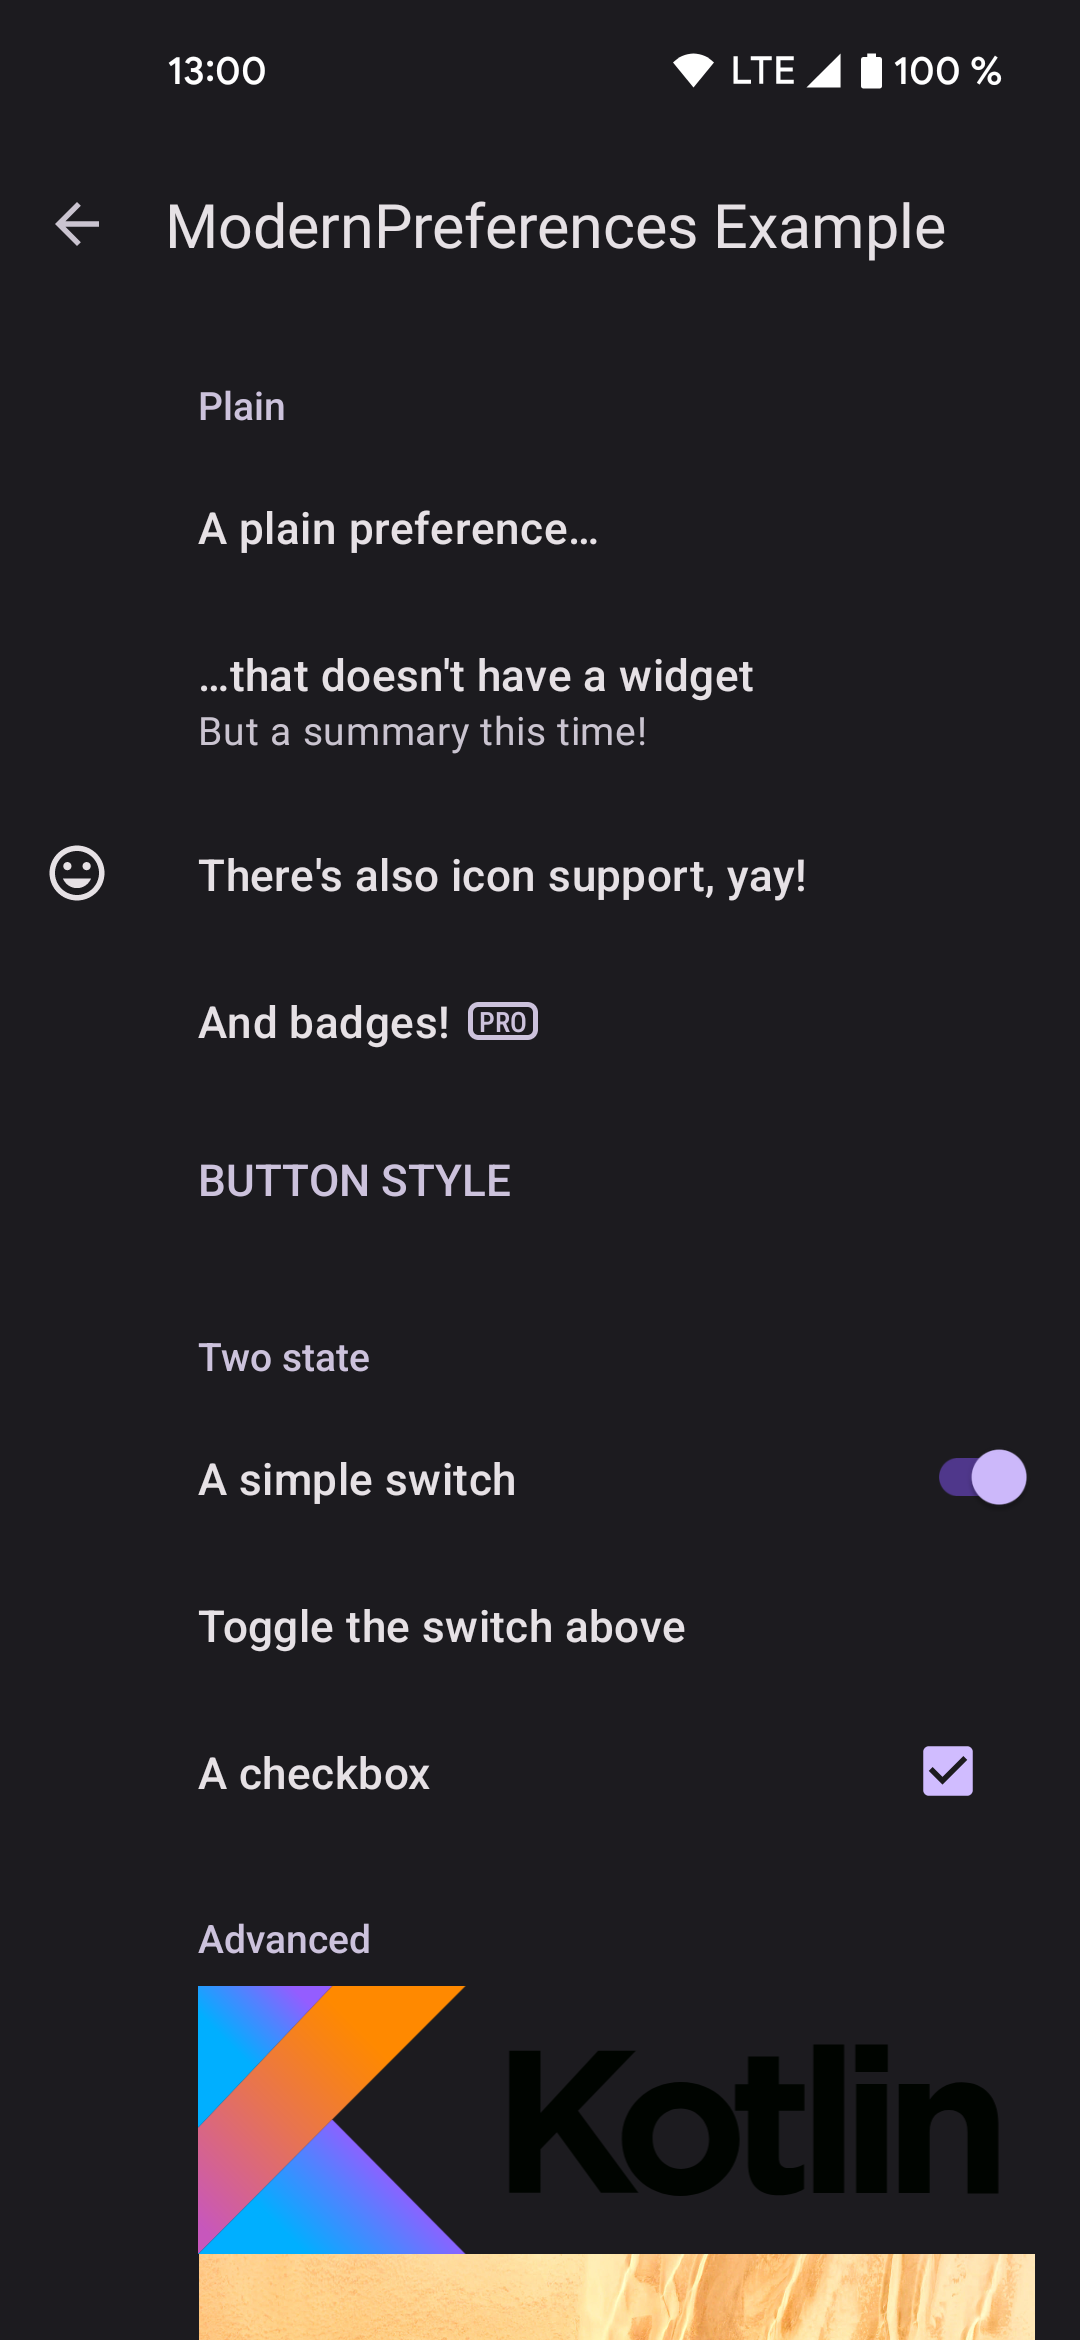 13:00 LTE 100 %
ModernPreferences Example
Plain
A plain preference…
…that doesn't have a widget
But a summary this time!
There's also icon support, yay!
And badges! PRO
BUTTON STYLE
Two state
A simple switch
Toggle the switch above
A checkbox
Advanced
Kotlin